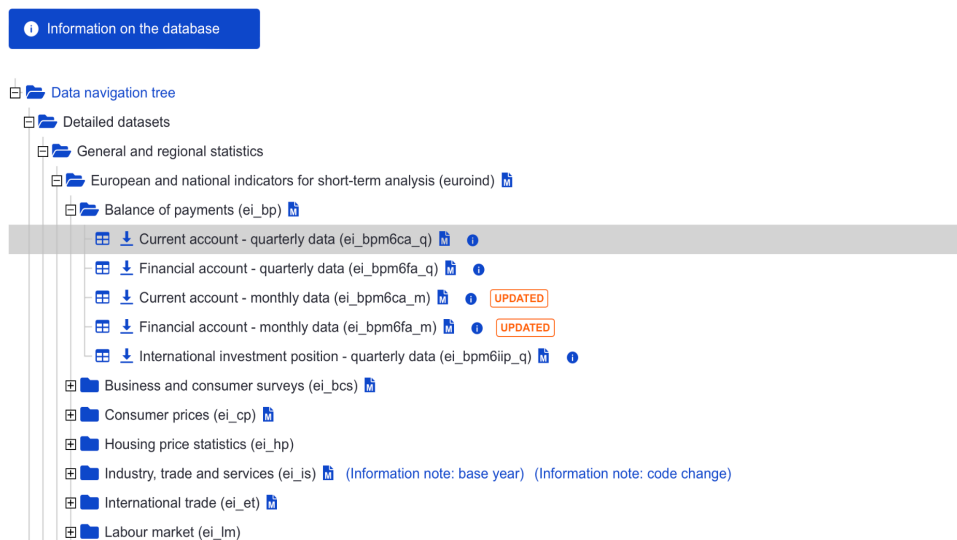 Information on the database
Data navigation tree
Detailed datasets
General and regional statistics
European and national indicators for short-term analysis (euroind) M
Balance of payments (ei_bp) M
Current account - quarterly data (ei_bpm6ca_q) M i
Financial account - quarterly data (ei_bpm6fa_q) M i
Current account - monthly data (ei_bpm6ca_m) M i UPDATED
Financial account - monthly data (ei_bpm6fa_m) M i UPDATED
International investment position - quarterly data (ei_bpm6iip_q) M i
Business and consumer surveys (ei_bcs) M
Consumer prices (ei_cp) M
Housing price statistics (ei_hp)
Industry, trade and services (ei_is) M (Information note: base year) (Information note: code change)
International trade (ei_et) M
Labour market (ei_lm)